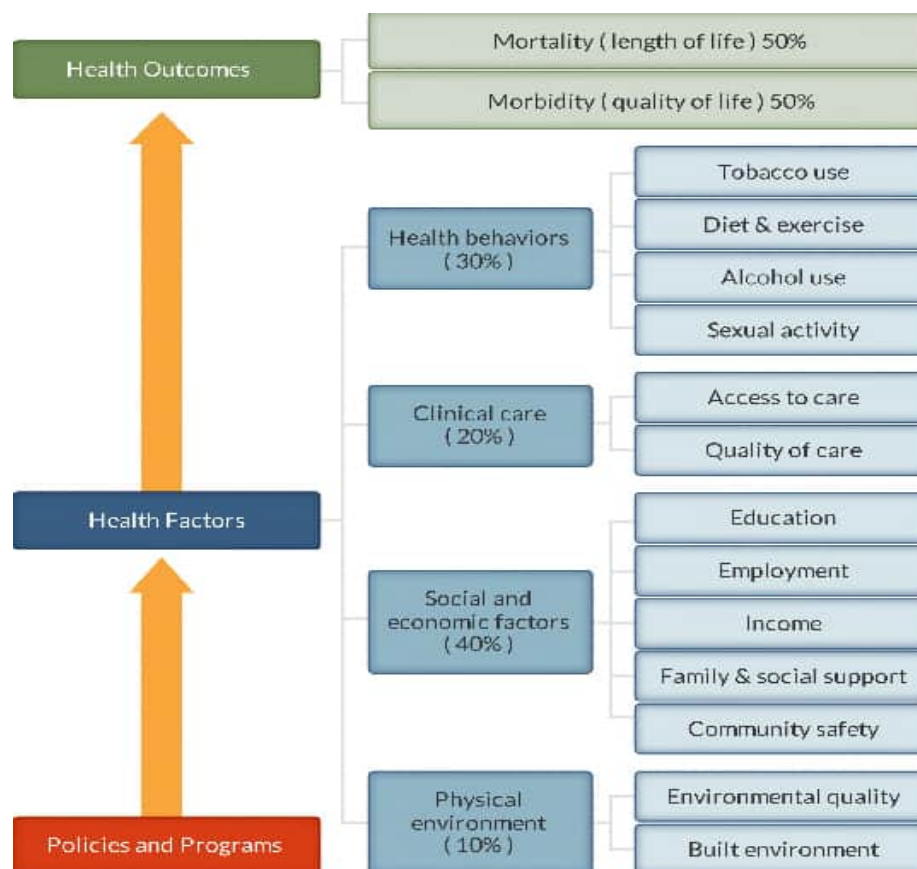 Health Outcomes
Mortality ( length of life ) 50%
Morbidity ( quality of life ) 50%
Health Factors
Health behaviors
( 30% )
Tobacco use
Diet & exercise
Alcohol use
Sexual activity
Clinical care
( 20% )
Access to care
Quality of care
Social and
economic factors
( 40% )
Education
Employment
Income
Family & social support
Community safety
Physical
environment
( 10% )
Environmental quality
Built environment
Policies and Programs